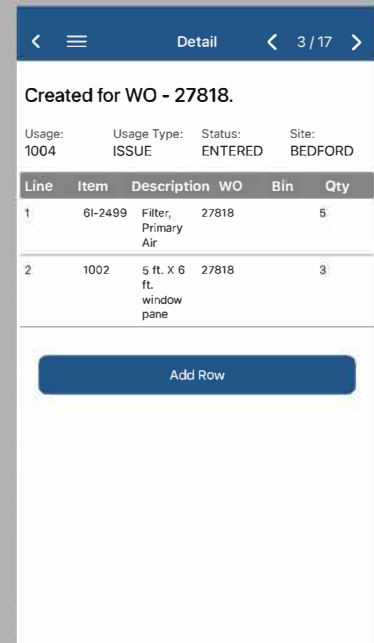 Detail 3 / 17
Created for WO - 27818.
Usage: Usage Type: Status: Site:
1004 ISSUE ENTERED BEDFORD
Line Item Description WO Bin Qty
1 6I-2499 Filter, 27818 5
Primary
Air
2 1002 5 ft. X 6 27818 3
ft.
window
pane
Add Row